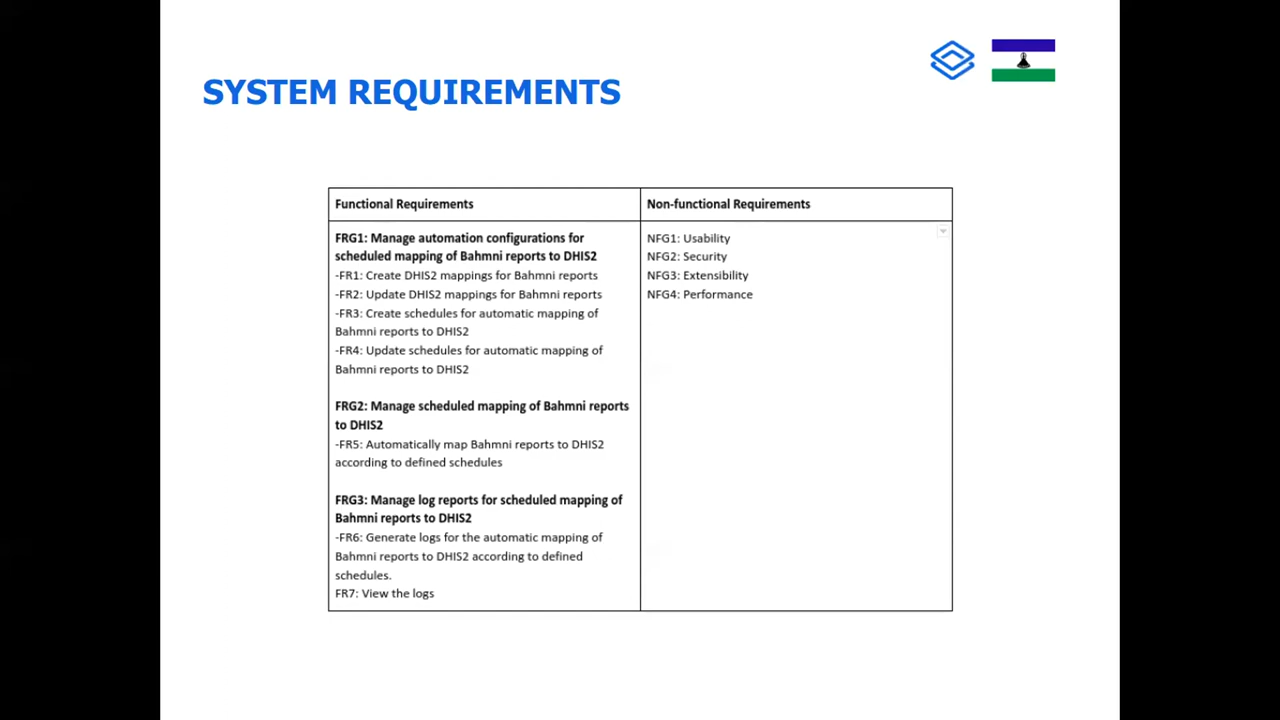 SYSTEM REQUIREMENTS
Functional Requirements
Non-functional Requirements
FRG1: Manage automation configurations for
scheduled mapping of Bahmni reports to DHIS2
-FR1: Create DHIS2 mappings for Bahmni reports
-FR2: Update DHIS2 mappings for Bahmni reports
-FR3: Create schedules for automatic mapping of
Bahmni reports to DHIS2
-FR4: Update schedules for automatic mapping of
Bahmni reports to DHIS2
FRG2: Manage scheduled mapping of Bahmni reports
to DHIS2
-FR5: Automatically map Bahmni reports to DHIS2
according to defined schedules
FRG3: Manage log reports for scheduled mapping of
Bahmni reports to DHIS2
-FR6: Generate logs for the automatic mapping of
Bahmni reports to DHIS2 according to defined
schedules.
FR7: View the logs
NFG1: Usability
NFG2: Security
NFG3: Extensibility
NFG4: Performance